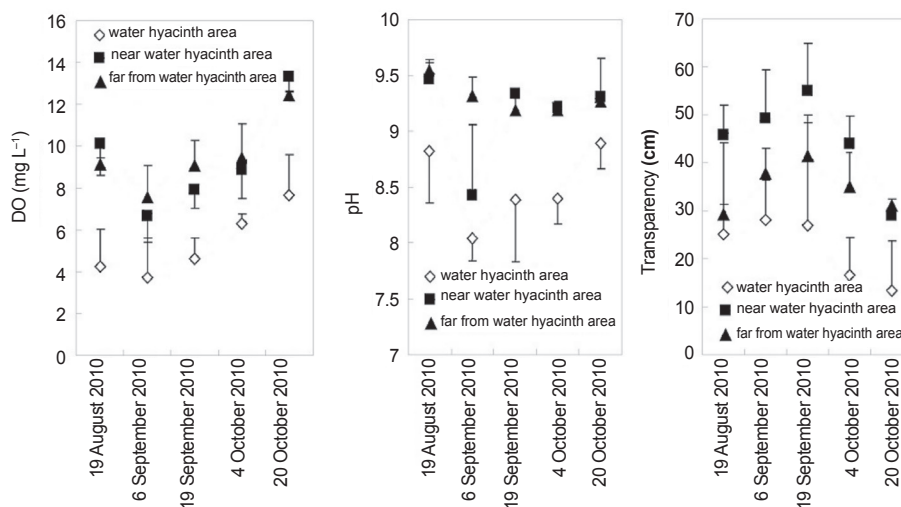 DO (mg L⁻¹)
16
14
12
10
8
6
4
2
0
water hyacinth area
near water hyacinth area
far from water hyacinth area
19 August 2010
6 September 2010
19 September 2010
4 October 2010
20 October 2010
pH
10
9.5
9
8.5
8
7.5
7
water hyacinth area
near water hyacinth area
far from water hyacinth area
19 August 2010
6 September 2010
19 September 2010
4 October 2010
20 October 2010
Transparency (cm)
70
60
50
40
30
20
10
0
water hyacinth area
near water hyacinth area
far from water hyacinth area
19 August 2010
6 September 2010
19 September 2010
4 October 2010
20 October 2010